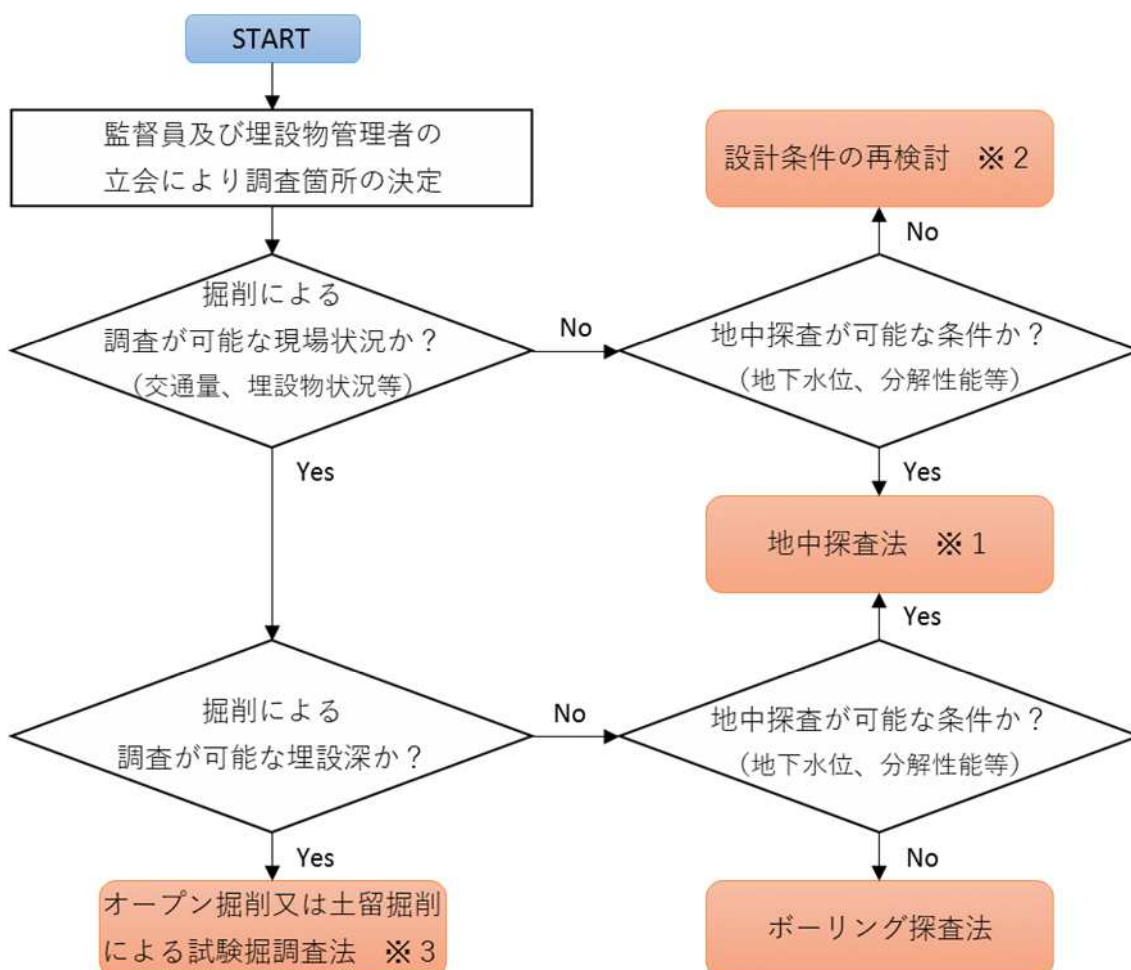 START
監督員及び埋設物管理者の
立会により調査箇所の決定
設計条件の再検討 ※２
No
掘削による
調査が可能な現場状況か？
（交通量、埋設物状況等）
No
地中探査が可能な条件か？
（地下水位、分解性能等）
Yes
Yes
地中探査法 ※１
Yes
掘削による
調査が可能な埋設深か？
No
地中探査が可能な条件か？
（地下水位、分解性能等）
Yes
No
オープン掘削又は土留掘削
による試験掘調査法 ※３
ボーリング探査法